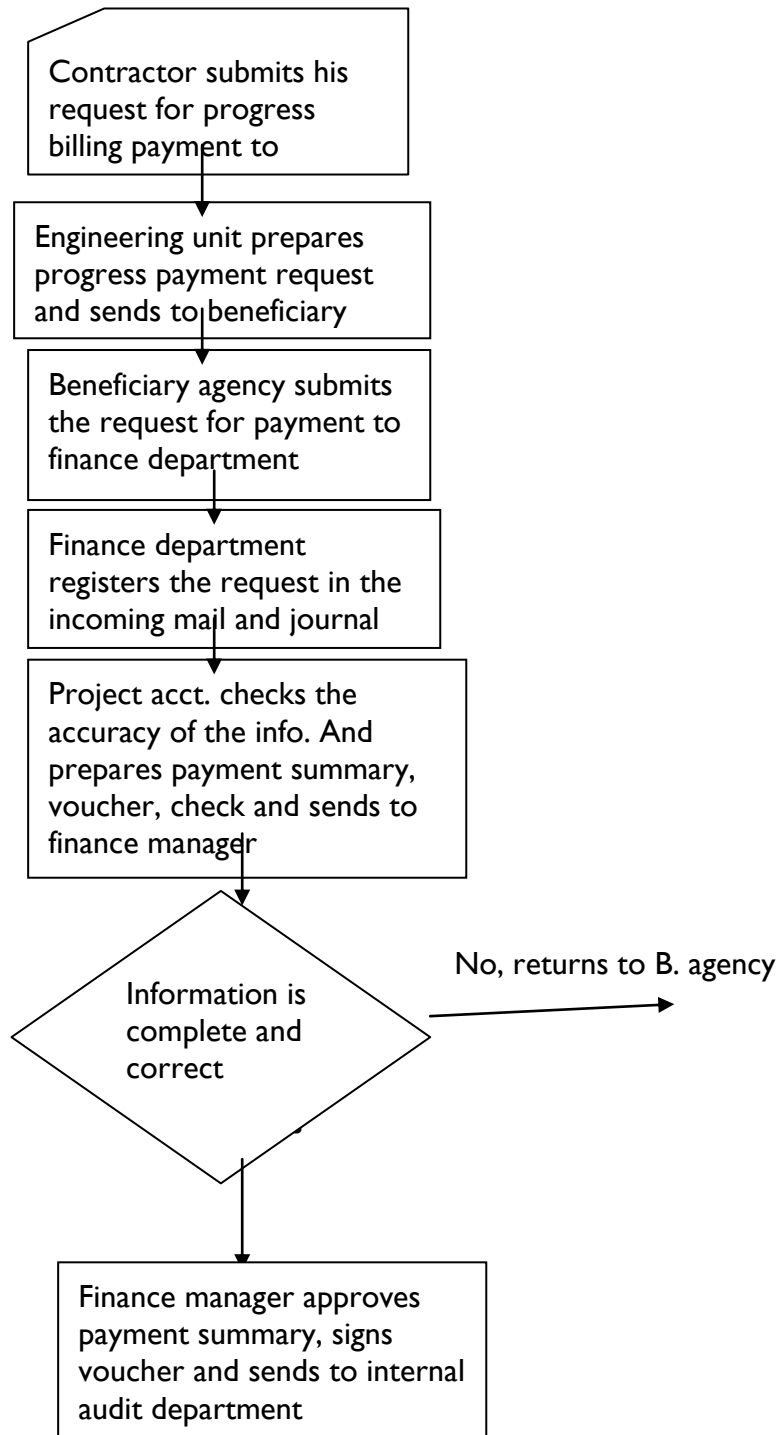 Contractor submits his
request for progress
billing payment to
Engineering unit prepares
progress payment request
and sends to beneficiary
Beneficiary agency submits
the request for payment to
finance department
Finance department
registers the request in the
incoming mail and journal
Project acct. checks the
accuracy of the info. And
prepares payment summary,
voucher, check and sends to
finance manager
No, returns to B. agency
Information is
complete and
correct
Finance manager approves
payment summary, signs
voucher and sends to internal
audit department